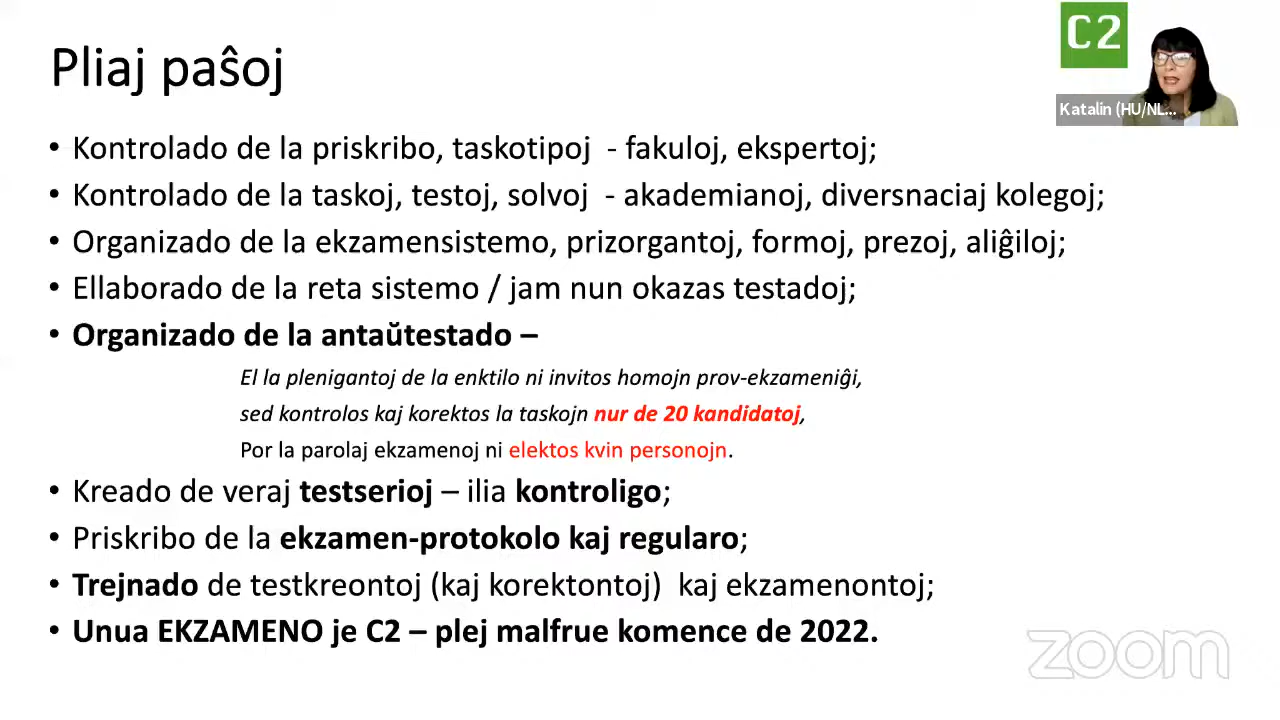 Pliaj paŝoj
C2
Katalin (HU/NL...
• Kontrolado de la priskribo, taskotipoj - fakuloj, ekspertoj;
• Kontrolado de la taskoj, testoj, solvoj - akademianoj, diversnaciaj kolegoj;
• Organizado de la ekzamensistemo, prizorgantoj, formoj, prezoj, aliĝiloj;
• Ellaborado de la reta sistemo / jam nun okazas testadoj;
• Organizado de la antaŭtestado –
El la plenigantoj de la enktilo ni invitos homojn prov-ekzameniĝi,
sed kontrolos kaj korektos la taskojn nur de 20 kandidatoj,
Por la parolaj ekzamenoj ni elektos kvin personojn.
• Kreado de veraj testserioj – ilia kontroligo;
• Priskribo de la ekzamen-protokolo kaj regularo;
• Trejnado de testkreontoj (kaj korektontoj) kaj ekzamenontoj;
• Unua EKZAMENO je C2 – plej malfrue komence de 2022.
zoom